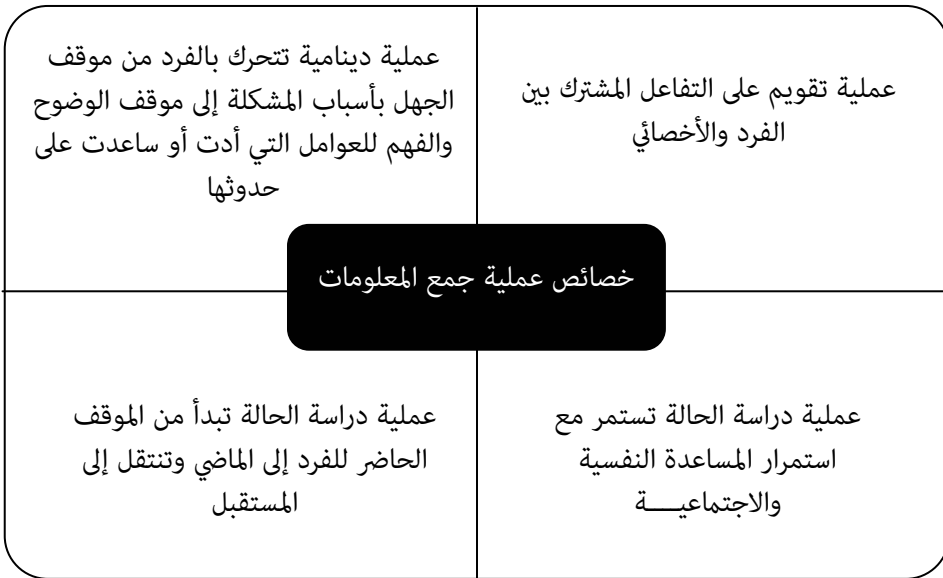 عملية تقويم على التفاعل المشترك بين
الفرد والأخصائي
عملية دينامية تتحرك بالفرد من موقف
الجهل بأسباب المشكلة إلى موقف الوضوح
والفهم للعوامل التي أدت أو ساعدت على
حدوثها
خصائص عملية جمع المعلومات
عملية دراسة الحالة تستمر مع
استمرار المساعدة النفسية
والاجتماعيـــــة
عملية دراسة الحالة تبدأ من الموقف
الحاضر للفرد إلى الماضي وتنتقل إلى
المستقبل